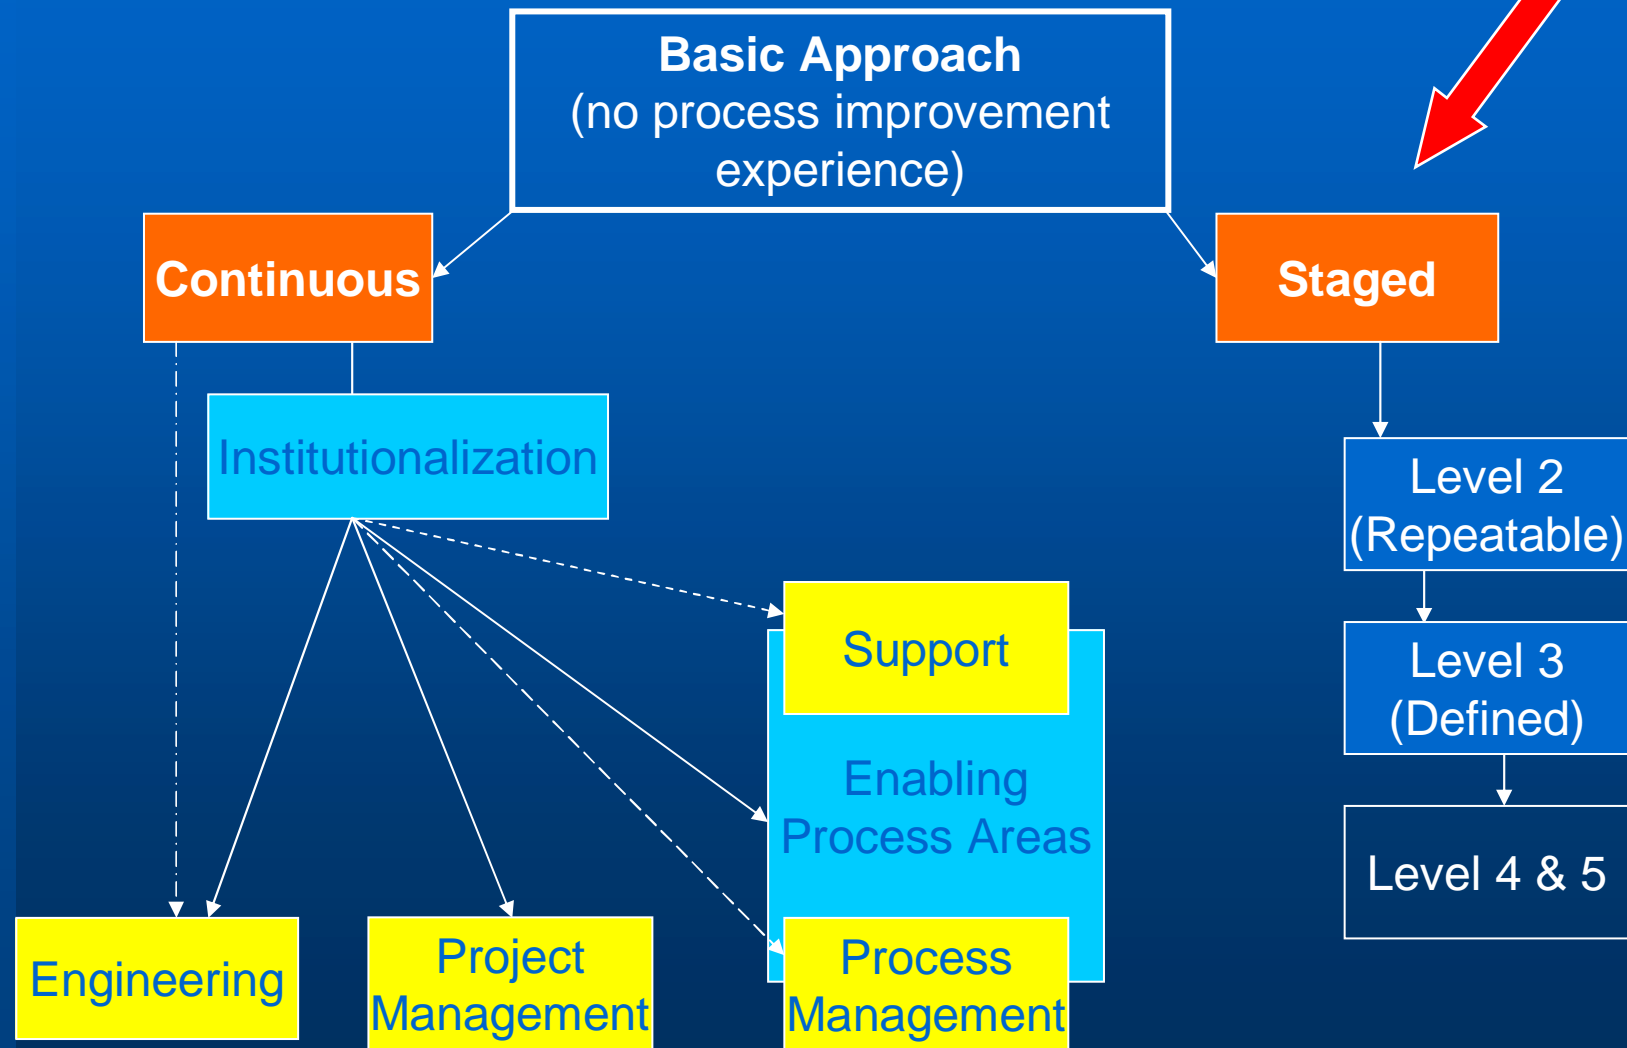 Basic Approach
(no process improvement
experience)
Continuous
Staged
Institutionalization
Level 2
(Repeatable)
Support
Level 3
(Defined)
Enabling
Process Areas
Level 4 & 5
Engineering
Project
Management
Process
Management